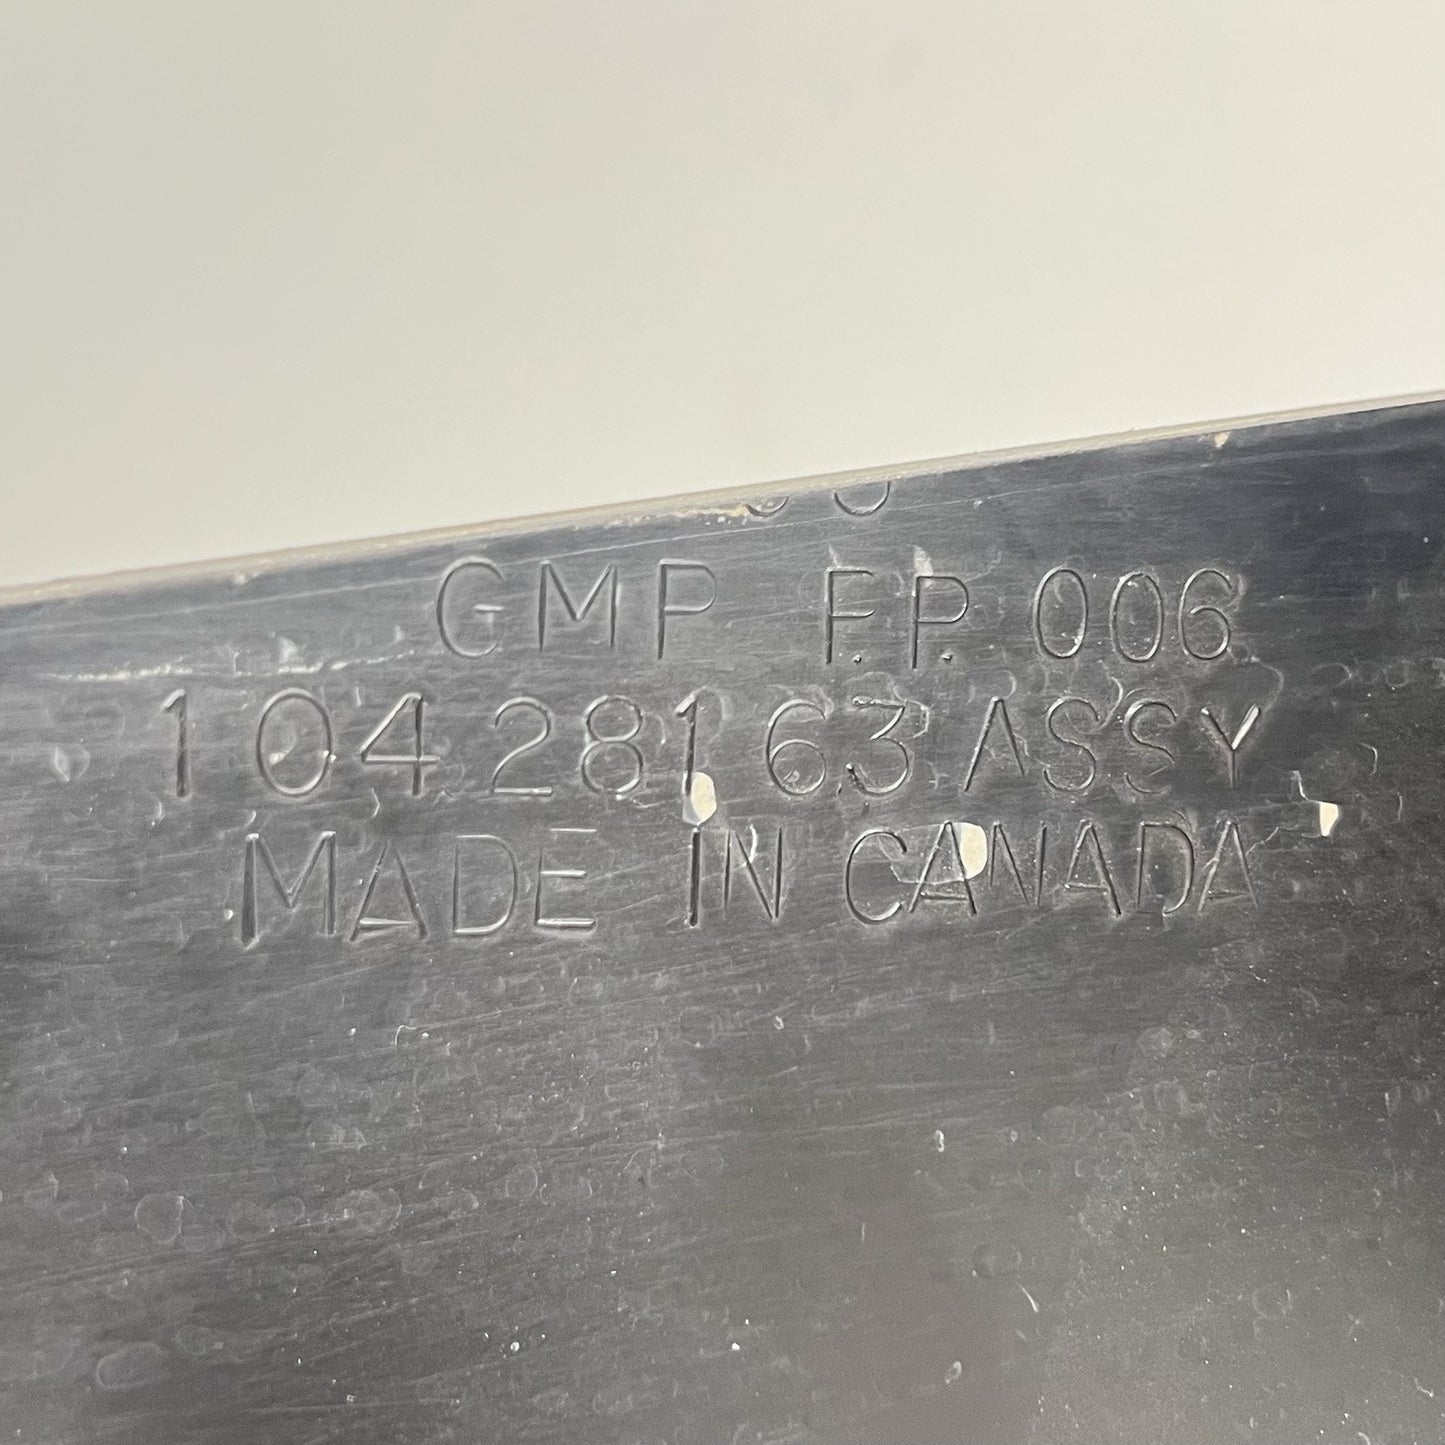 GMP F.P. 006
10428163 ASSY
MADE IN CANADA